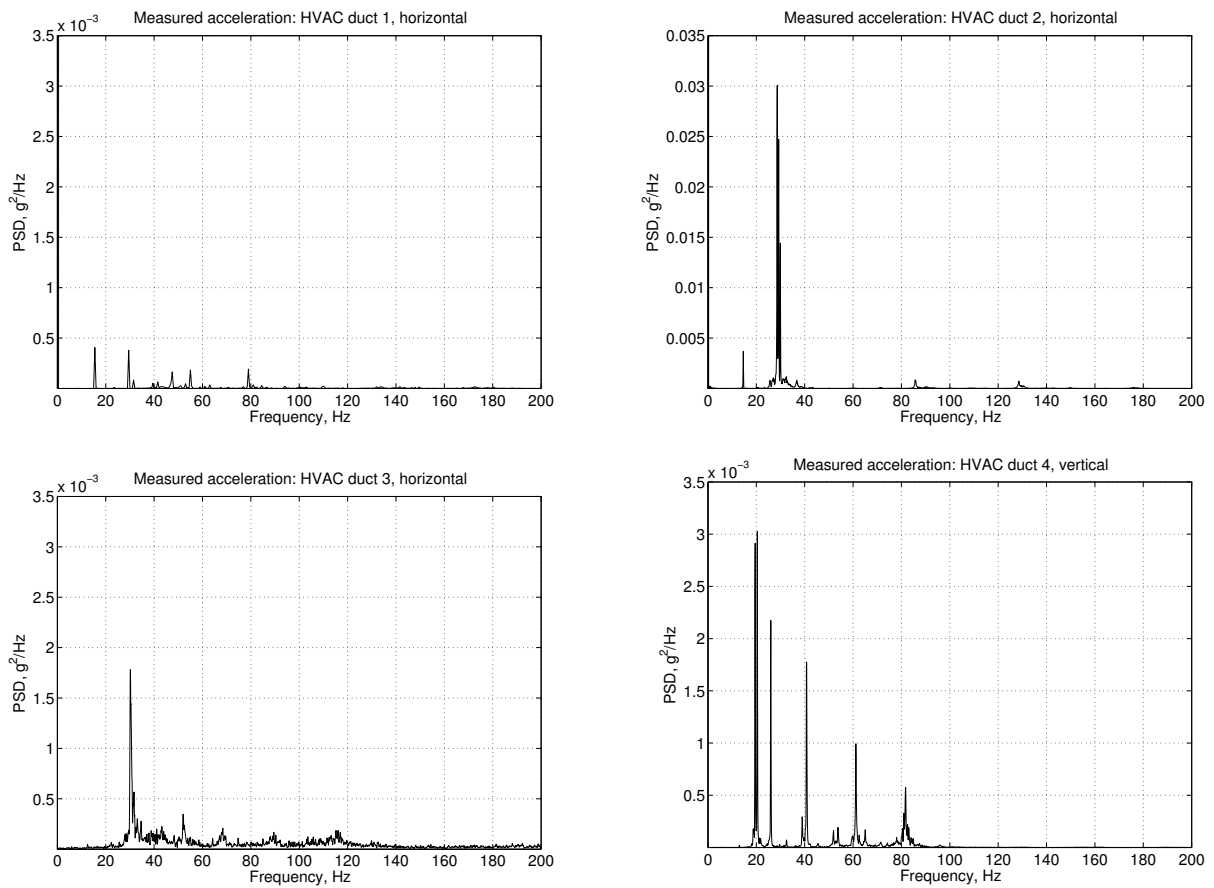 Measured acceleration: HVAC duct 1, horizontal
x 10⁻³
3.5
3
2.5
2
1.5
1
0.5
PSD, g²/Hz
0 20 40 60 80 100 120 140 160 180 200
Frequency, Hz
Measured acceleration: HVAC duct 2, horizontal
0.035
0.03
0.025
0.02
0.015
0.01
0.005
PSD, g²/Hz
0 20 40 60 80 100 120 140 160 180 200
Frequency, Hz
Measured acceleration: HVAC duct 3, horizontal
x 10⁻³
3.5
3
2.5
2
1.5
1
0.5
PSD, g²/Hz
0 20 40 60 80 100 120 140 160 180 200
Frequency, Hz
Measured acceleration: HVAC duct 4, vertical
x 10⁻³
3.5
3
2.5
2
1.5
1
0.5
PSD, g²/Hz
0 20 40 60 80 100 120 140 160 180 200
Frequency, Hz